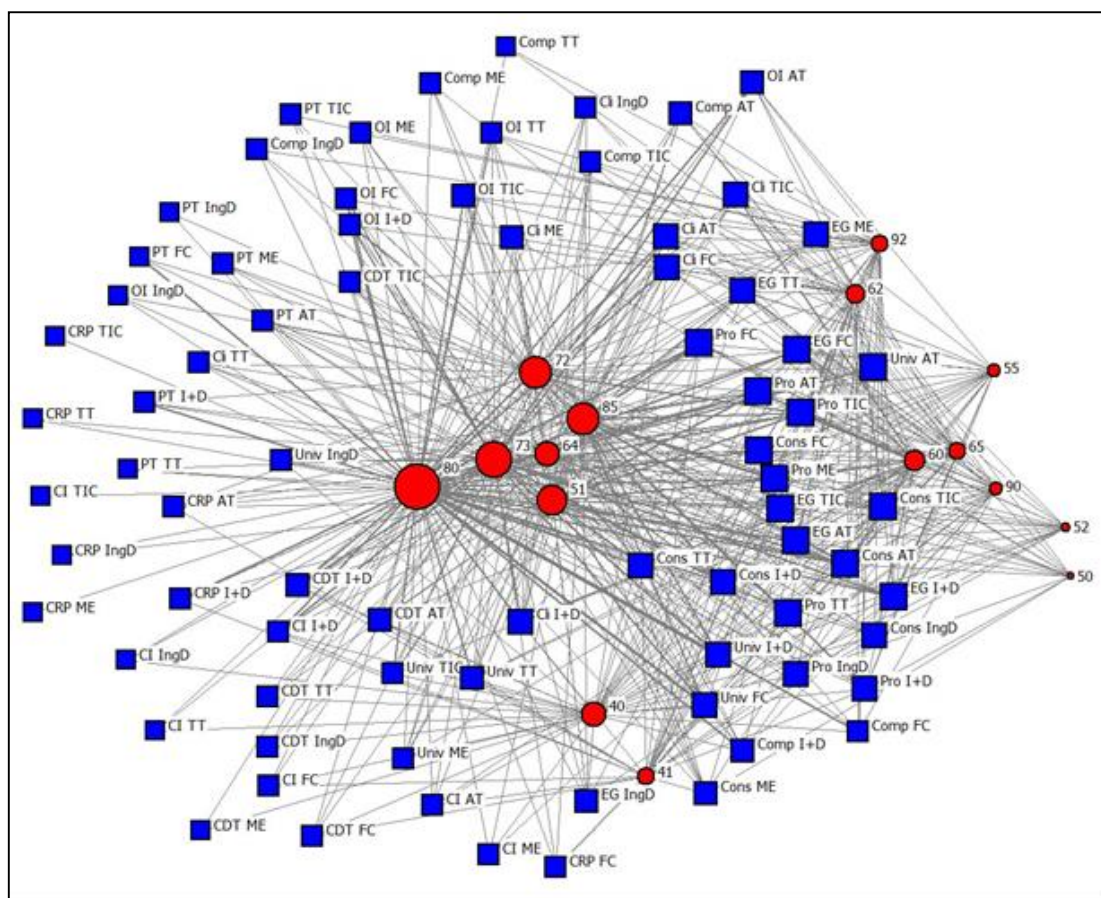 Comp TT
Comp ME
OI AT
Cli IngD
Comp AT
PT TIC
OI ME
OI TT
Comp IngD
Comp TIC
OI FC
OI TIC
Cli TIC
PT IngD
OI I+D
Cli ME
Cli AT
EG ME
92
PT FC
PT ME
Cli FC
CDT TIC
EG TT
62
OI IngD
PT AT
CRP TIC
Pro FC
EG FC
Cli TT
72
Univ AT
55
PT I+D
Pro AT
CRP TT
85
Pro TIC
Univ IngD
73
64
Cons FC
60
65
PT TT
80
Pro ME
90
CI TIC
CRP AT
51
EG TIC
Cons TIC
52
CRP IngD
EG AT
Cons TT
Cons AT
50
CRP ME
CRP I+D
CDT I+D
Cons I+D
EG I+D
CI I+D
CDT AT
Cli I+D
Pro TT
Cons IngD
CI IngD
Univ TIC
Univ TT
Univ I+D
Pro IngD
Pro I+D
CDT TT
Univ FC
CI TT
40
Comp FC
CDT IngD
Univ ME
Comp I+D
CI FC
41
CI AT
EG IngD
Cons ME
CDT ME
CDT FC
CI ME
CRP FC